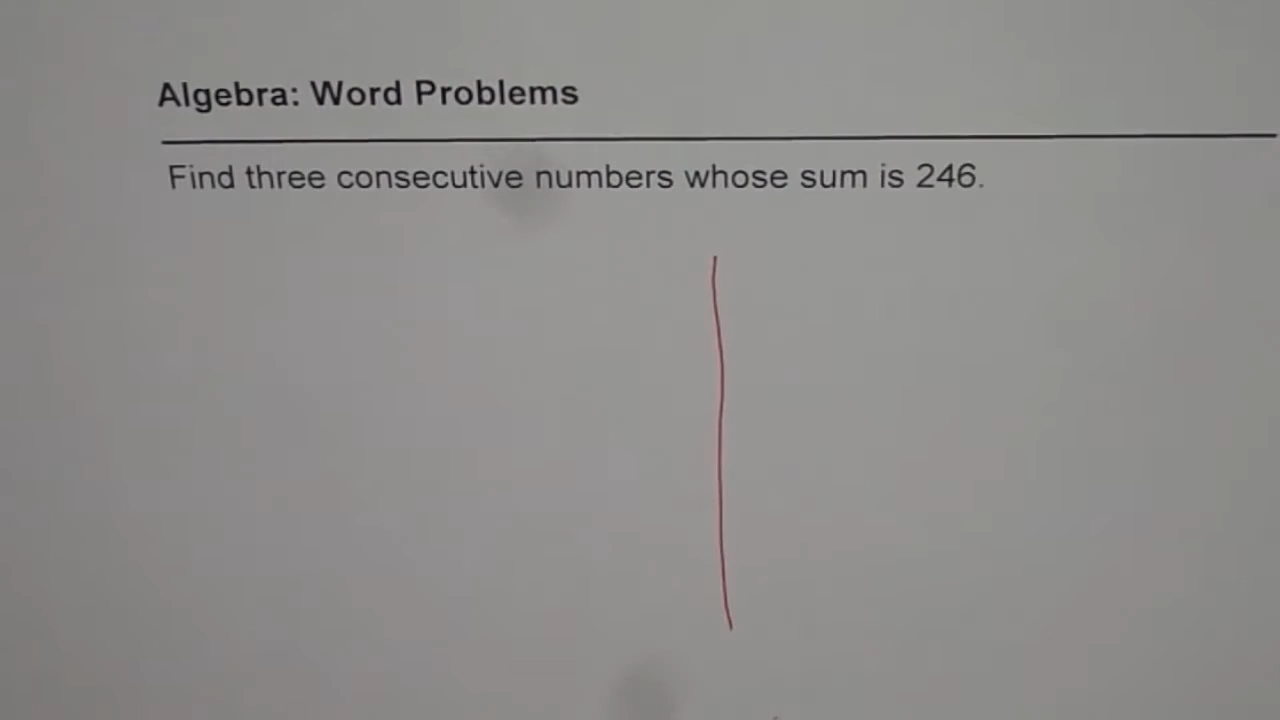 Algebra: Word Problems
Find three consecutive numbers whose sum is 246.